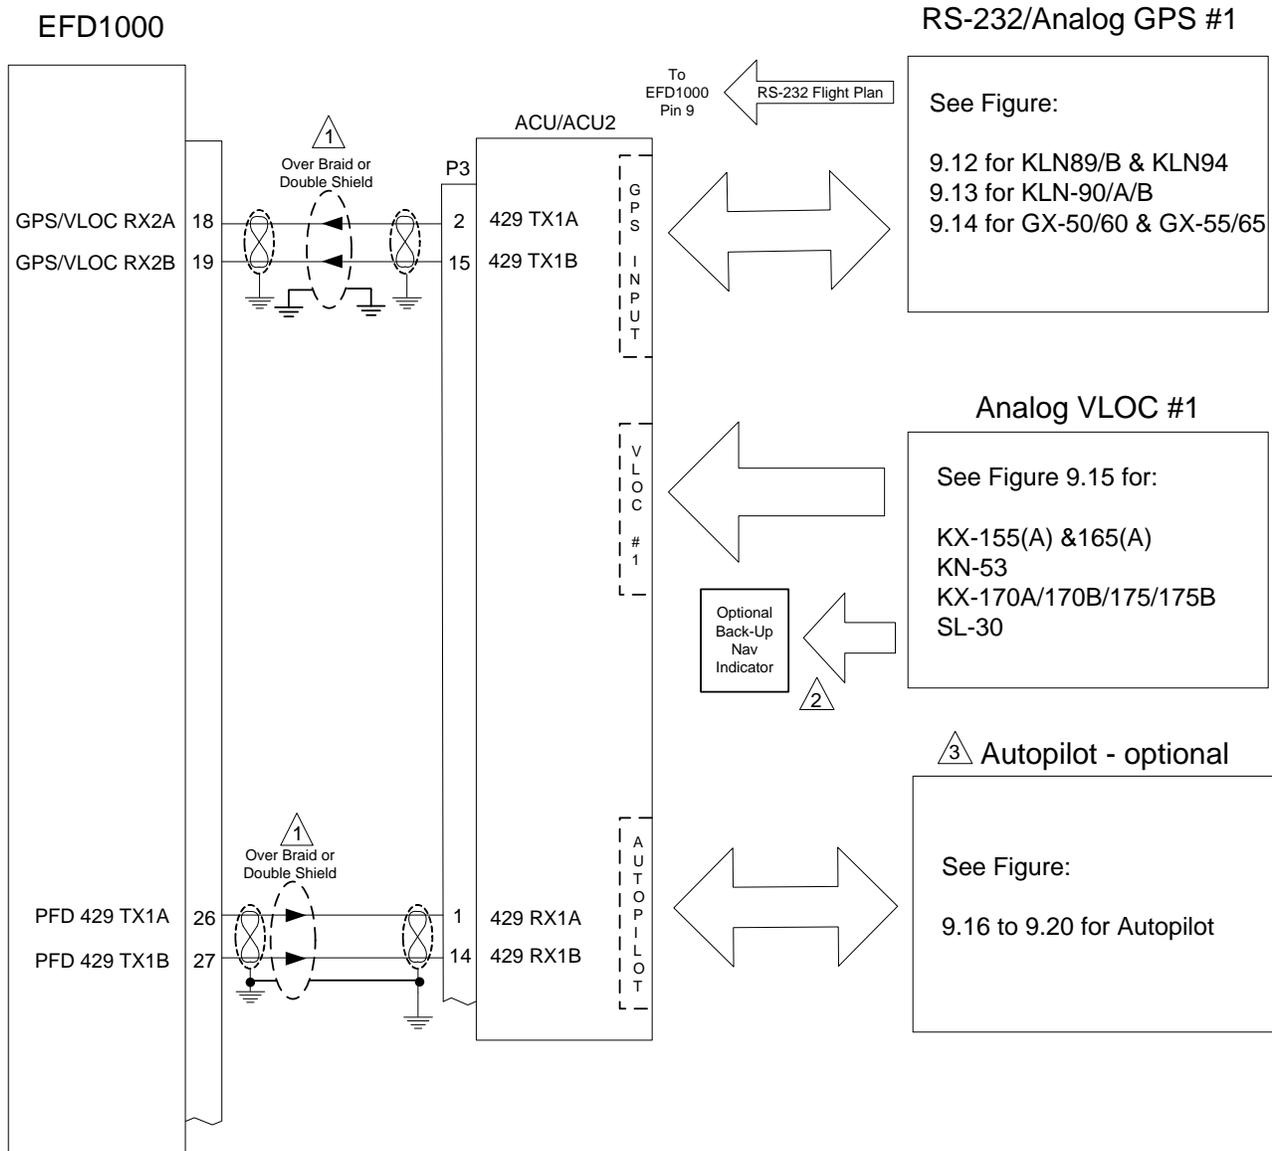 EFD1000
RS-232/Analog GPS #1
To
EFD1000
Pin 9
RS-232 Flight Plan
See Figure:
9.12 for KLN89/B & KLN94
9.13 for KLN-90/A/B
9.14 for GX-50/60 & GX-55/65
1
Over Braid or
Double Shield
ACU/ACU2
P3
GPS/VLOC RX2A
18
2
429 TX1A
GPS/VLOC RX2B
19
15
429 TX1B
GPS INPUT
Analog VLOC #1
VLOC #1
See Figure 9.15 for:
KX-155(A) &165(A)
KN-53
KX-170A/170B/175/175B
SL-30
Optional
Back-Up
Nav
Indicator
2
3 Autopilot - optional
1
Over Braid or
Double Shield
AUTOPILOT
See Figure:
9.16 to 9.20 for Autopilot
PFD 429 TX1A
26
1
429 RX1A
PFD 429 TX1B
27
14
429 RX1B